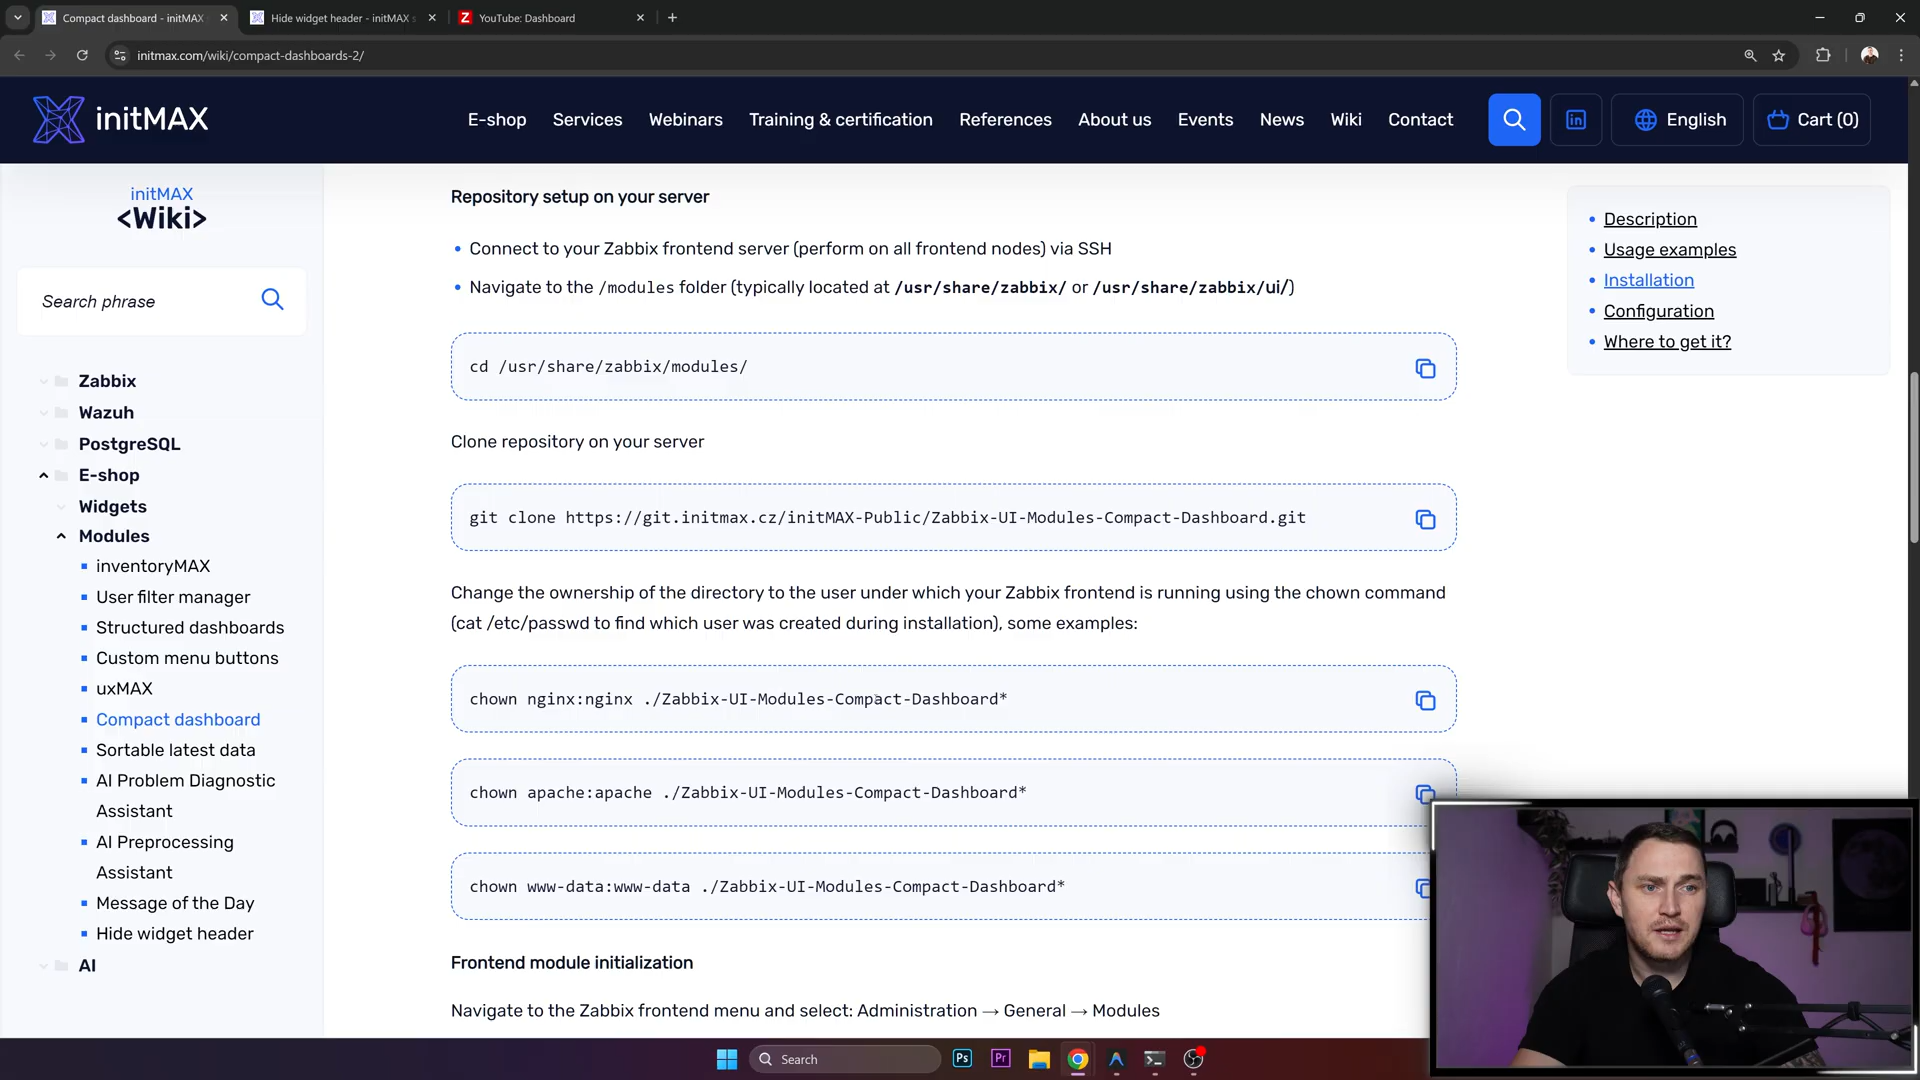 Compact dashboard - initMAX
Hide widget header - initMAX s
YouTube: Dashboard
initmax.com/wiki/compact-dashboards-2/
initMAX
E-shop
Services
Webinars
Training & certification
References
About us
Events
News
Wiki
Contact
English
Cart (0)
initMAX
<Wiki>
Search phrase
Zabbix
Wazuh
PostgreSQL
E-shop
Widgets
Modules
inventoryMAX
User filter manager
Structured dashboards
Custom menu buttons
uxMAX
Compact dashboard
Sortable latest data
AI Problem Diagnostic
Assistant
AI Preprocessing
Assistant
Message of the Day
Hide widget header
AI
Repository setup on your server
Connect to your Zabbix frontend server (perform on all frontend nodes) via SSH
Navigate to the /modules folder (typically located at /usr/share/zabbix/ or /usr/share/zabbix/ui/)
cd /usr/share/zabbix/modules/
Clone repository on your server
git clone https://git.initmax.cz/initMAX-Public/Zabbix-UI-Modules-Compact-Dashboard.git
Change the ownership of the directory to the user under which your Zabbix frontend is running using the chown command
(cat /etc/passwd to find which user was created during installation), some examples:
chown nginx:nginx ./Zabbix-UI-Modules-Compact-Dashboard*
chown apache:apache ./Zabbix-UI-Modules-Compact-Dashboard*
chown www-data:www-data ./Zabbix-UI-Modules-Compact-Dashboard*
Frontend module initialization
Navigate to the Zabbix frontend menu and select: Administration → General → Modules
Description
Usage examples
Installation
Configuration
Where to get it?
Search
Ps
Pr